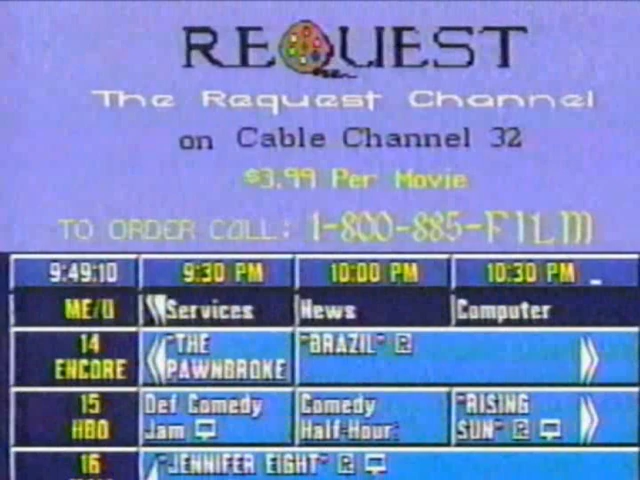 REQUEST
The Request Channel
on Cable Channel 32
$3.99 Per Movie
TO ORDER CALL: 1-800-885-FILM
9:49:10 9:30 PM 10:00 PM 10:30 PM
ME/U Services News Computer
14 "THE "BRAZIL" R
ENCORE PAWNBROKE
15 Def Comedy Comedy "RISING
HBO Jam Half-Hour SUN" R
16 "JENNIFER EIGHT" R